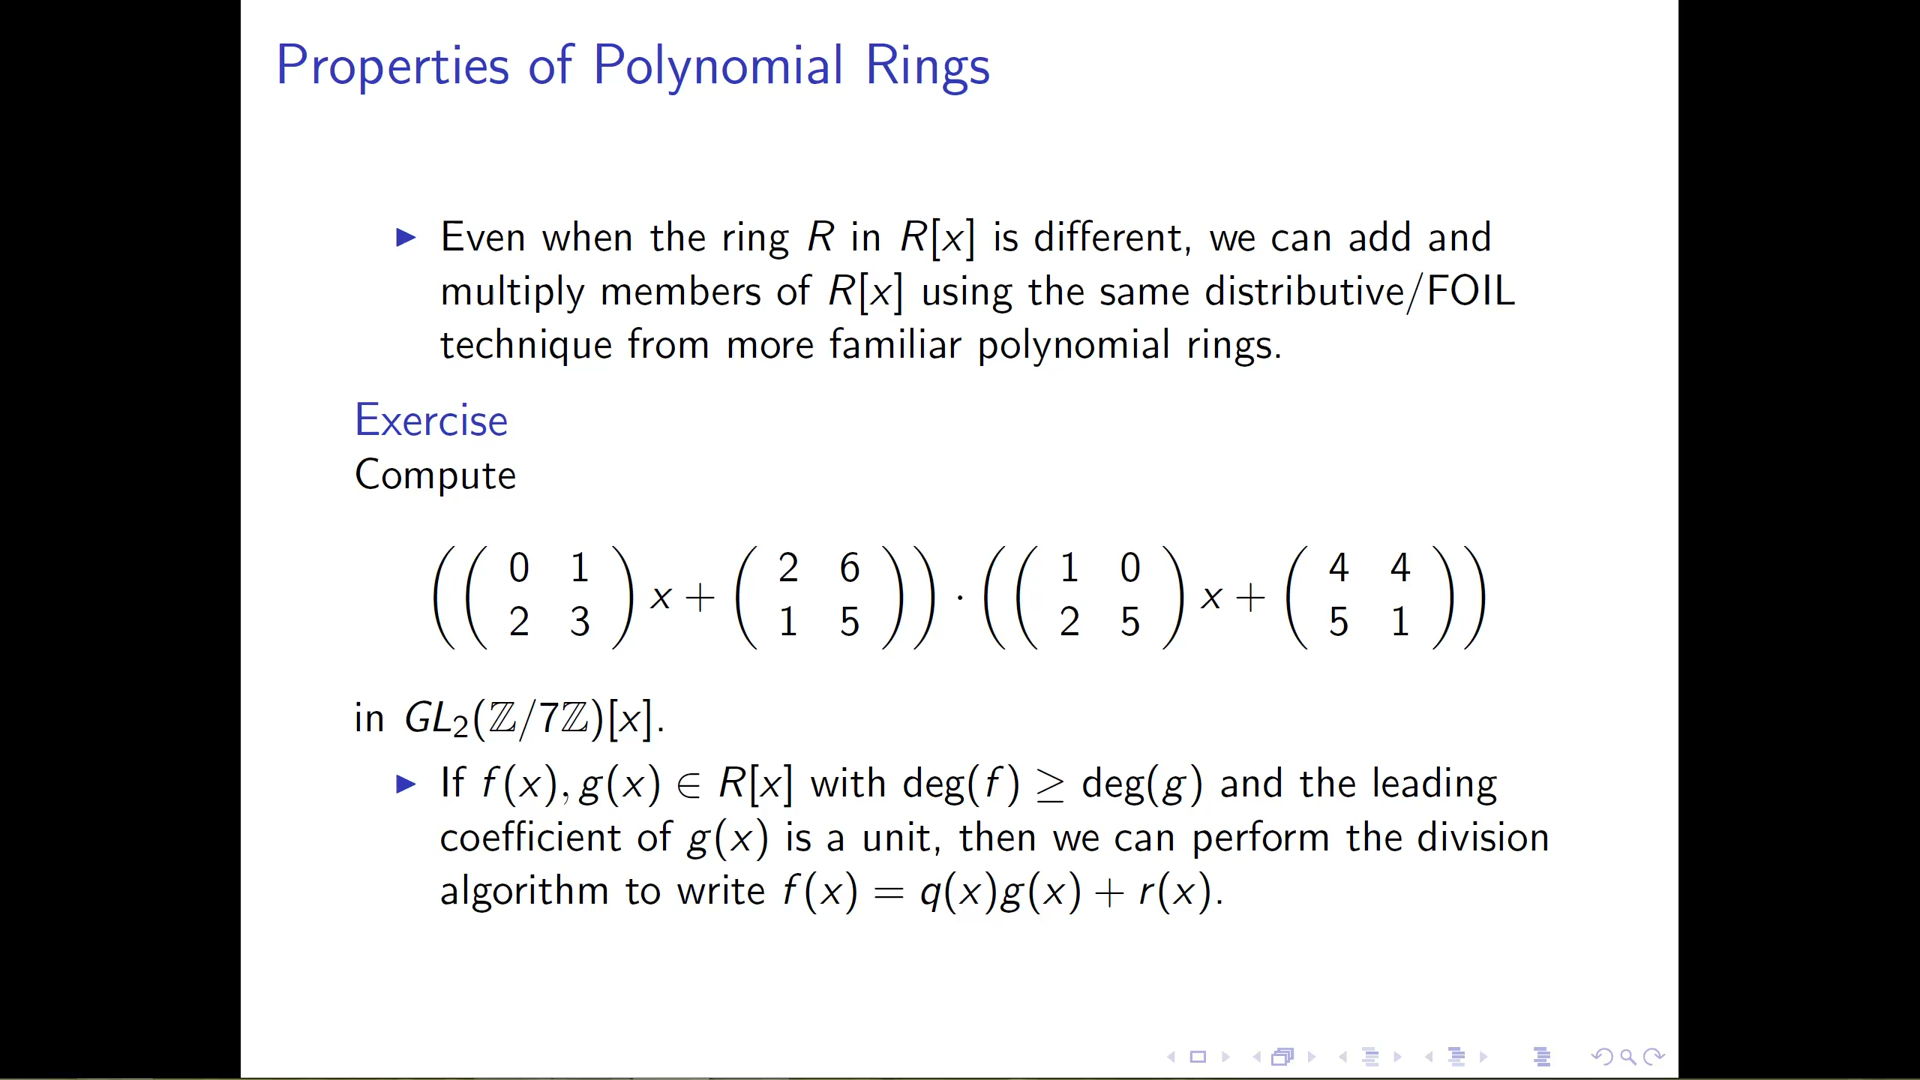 Properties of Polynomial Rings
▶ Even when the ring R in R[x] is different, we can add and
multiply members of R[x] using the same distributive/FOIL
technique from more familiar polynomial rings.
Exercise
Compute
(( 0 1 ) x + ( 2 6 )) · (( 1 0 ) x + ( 4 4 ))
(( 2 3 ) ( 1 5 )) (( 2 5 ) ( 5 1 ))
in GL₂(ℤ/7ℤ)[x].
▶ If f(x), g(x) ∈ R[x] with deg(f) ≥ deg(g) and the leading
coefficient of g(x) is a unit, then we can perform the division
algorithm to write f(x) = q(x)g(x) + r(x).